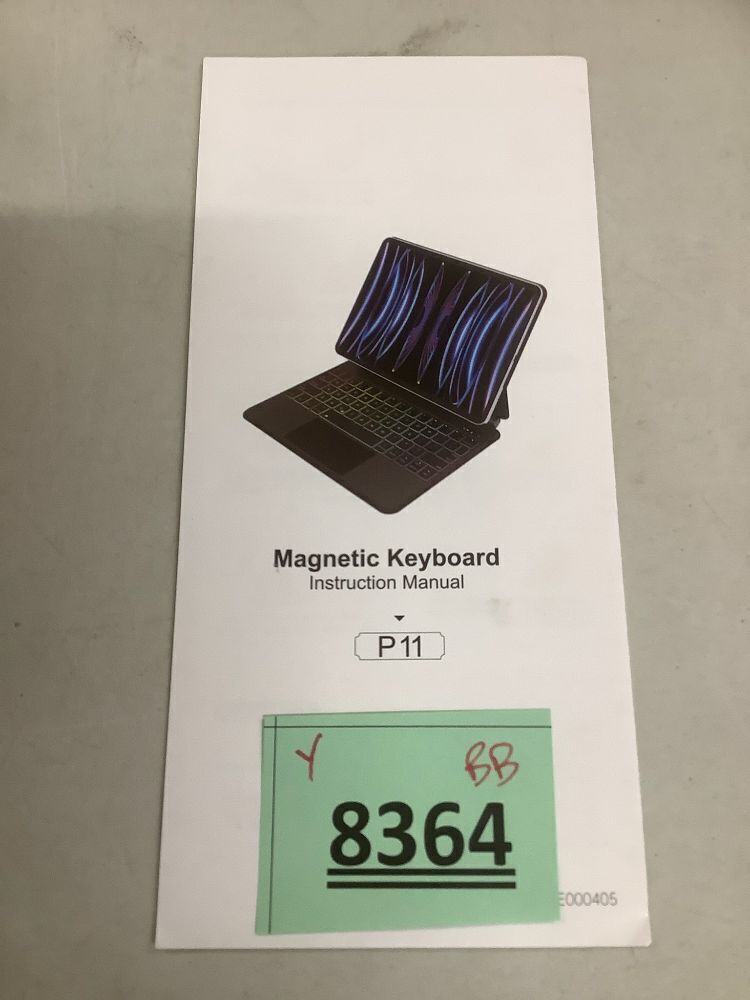 Magnetic Keyboard
Instruction Manual
P11
Y BB
8364
E000405